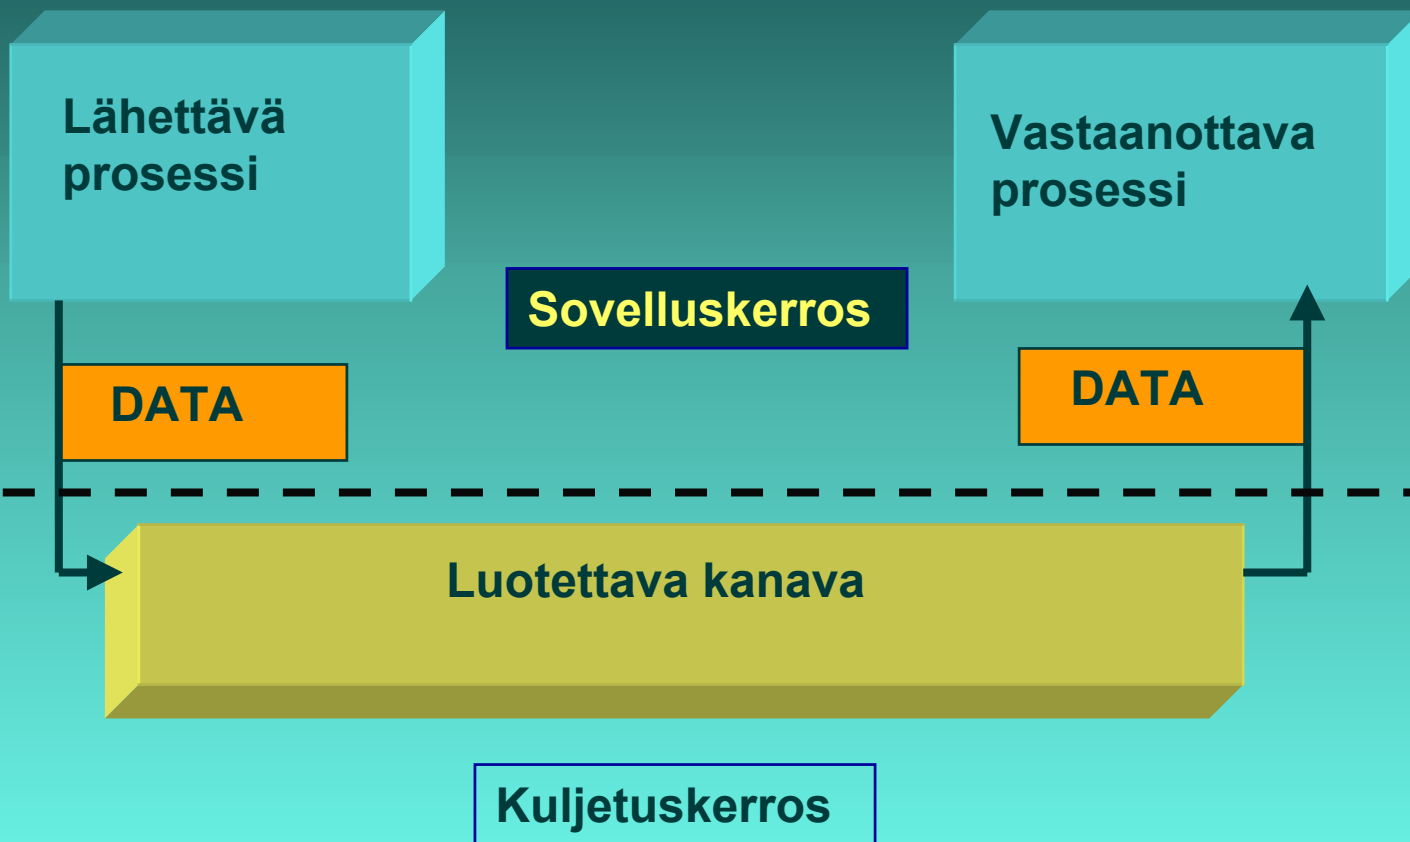 Lähettävä
prosessi
Vastaanottava
prosessi
Sovelluskerros
DATA
DATA
Luotettava kanava
Kuljetuskerros